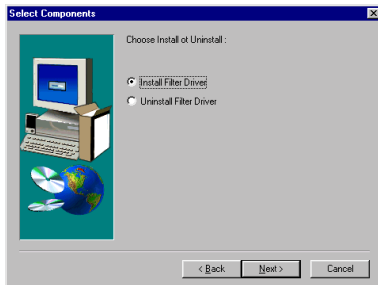 Select Components
Choose Install ot Uninstall :
Install Filter Driver
Uninstall Filter Driver
< Back
Next >
Cancel